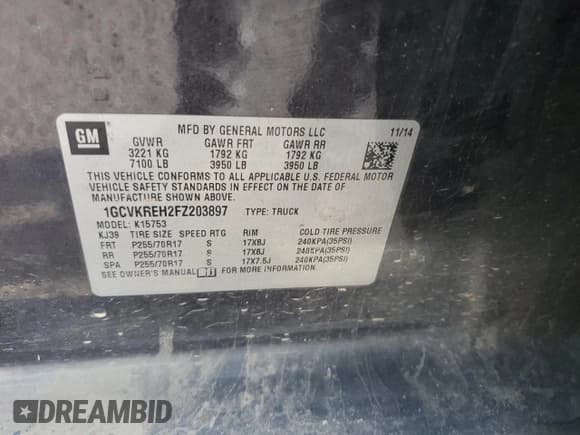 GM
MFD BY GENERAL MOTORS LLC 11/14
GVWR GAWR FRT GAWR RR
3221 KG 1792 KG 1792 KG
7100 LB 3950 LB 3950 LB
THIS VEHICLE CONFORMS TO ALL APPLICABLE U.S. FEDERAL MOTOR
VEHICLE SAFETY STANDARDS IN EFFECT ON THE DATE OF
MANUFACTURE SHOWN ABOVE.
1GCVKREH2FZ203897 TYPE: TRUCK
MODEL: K15753
KJ39 TIRE SIZE SPEED RTG RIM COLD TIRE PRESSURE
FRT P255/70R17 S 17X8J 240KPA(35PSI)
RR P255/70R17 S 17X8J 240KPA(35PSI)
SPA P255/70R17 S 17X7.5J 240KPA(35PSI)
SEE OWNER'S MANUAL
DREAMBID